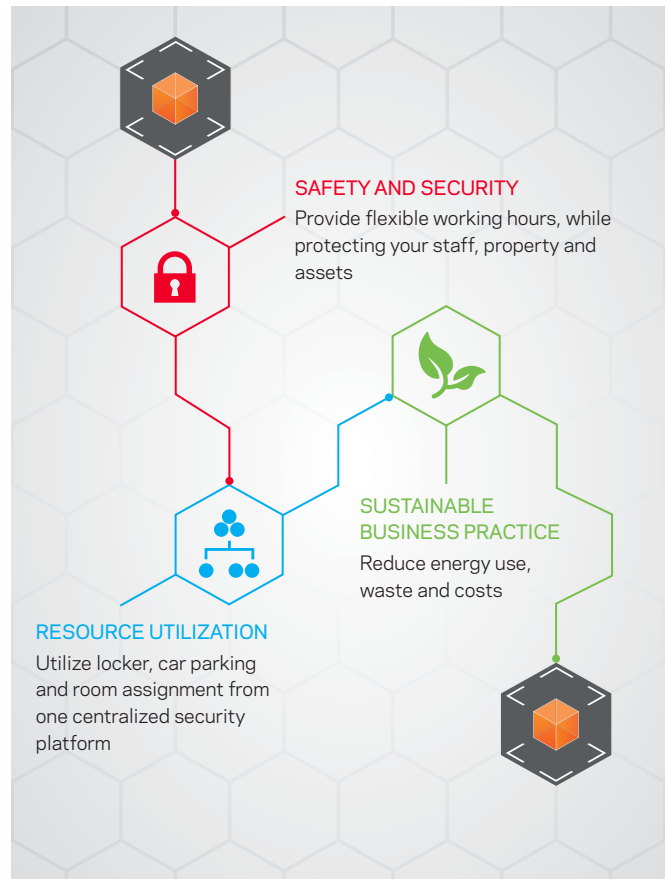 SAFETY AND SECURITY
Provide flexible working hours, while
protecting your staff, property and
assets
SUSTAINABLE
BUSINESS PRACTICE
Reduce energy use,
waste and costs
RESOURCE UTILIZATION
Utilize locker, car parking
and room assignment from
one centralized security
platform